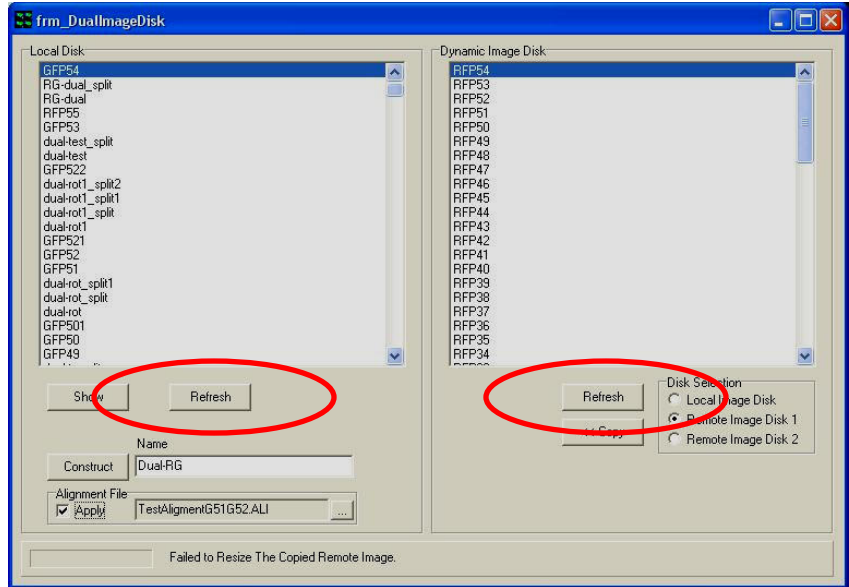 frm_DualImageDisk
Local Disk
GFP54
RG-dual_split
RG-dual
RFP55
GFP53
dual-test_split
dual-test
GFP522
dual-rot1_split2
dual-rot1_split1
dual-rot1_split
dual-rot1
GFP521
GFP52
GFP51
dual-rot_split1
dual-rot_split
dual-rot
GFP501
GFP50
GFP49
Show
Refresh
Name
Construct
Dual-RG
Alignment File
Apply
TestAligmentG51G52.ALI
...
Dynamic Image Disk
RFP54
RFP53
RFP52
RFP51
RFP50
RFP49
RFP48
RFP47
RFP46
RFP45
RFP44
RFP43
RFP42
RFP41
RFP40
RFP39
RFP38
RFP37
RFP36
RFP35
RFP34
Refresh
<< Copy
Disk Selection
Local Image Disk
Remote Image Disk 1
Remote Image Disk 2
Failed to Resize The Copied Remote Image.